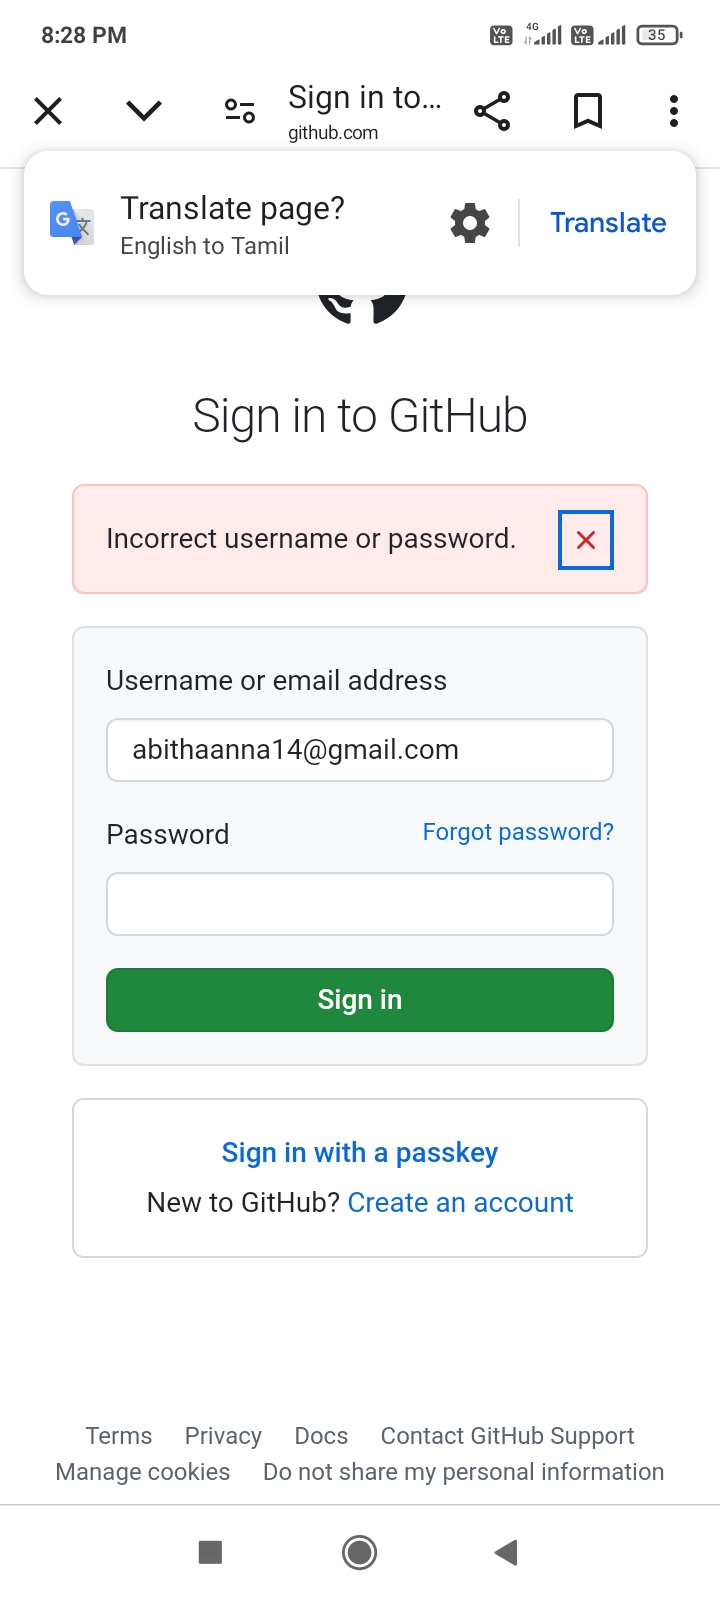 8:28 PM
Vo LTE 4G Vo LTE 35
Sign in to...
github.com
Translate page?
English to Tamil
Translate
Sign in to GitHub
Incorrect username or password.
Username or email address
abithaanna14@gmail.com
Password Forgot password?
Sign in
Sign in with a passkey
New to GitHub? Create an account
Terms Privacy Docs Contact GitHub Support
Manage cookies Do not share my personal information